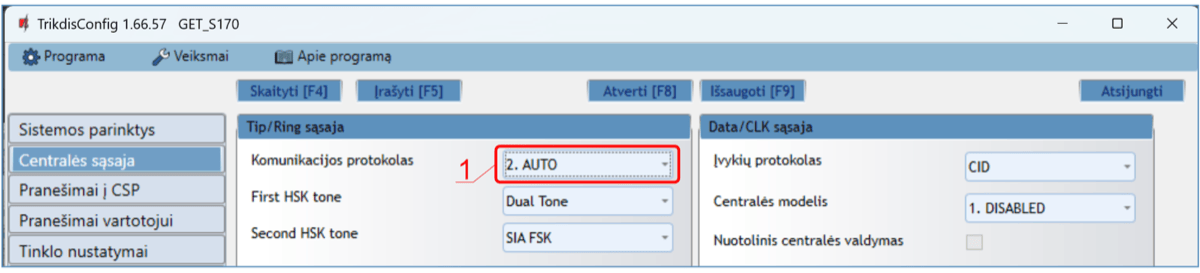 TrikdisConfig 1.66.57 GET_S170
Programa Veiksmai Apie programą
Skaityti [F4] Įrašyti [F5] Atverti [F8] Išsaugoti [F9] Atsijungti
Sistemos parinktys
Centralės sąsaja
Pranešimai į CSP
Pranešimai vartotojui
Tinklo nustatymai
Tip/Ring sąsaja
Komunikacijos protokolas 1 2. AUTO
First HSK tone Dual Tone
Second HSK tone SIA FSK
Data/CLK sąsaja
Įvykių protokolas CID
Centralės modelis 1. DISABLED
Nuotolinis centralės valdymas